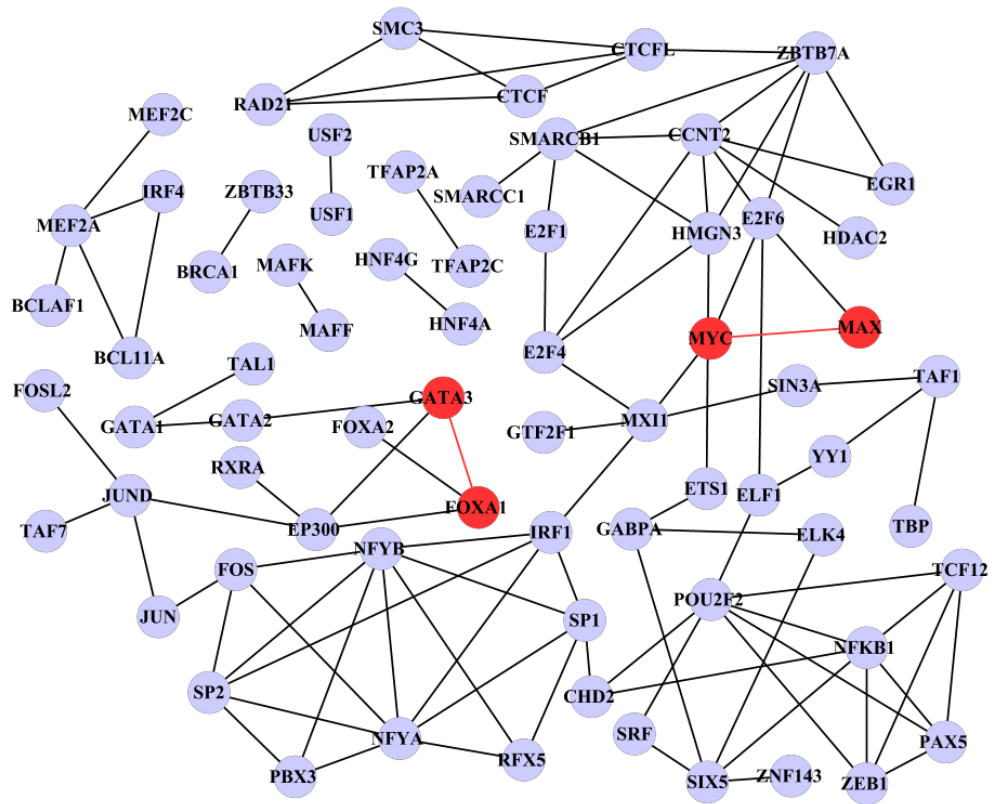 SMC3
CTCFL
ZBTB7A
RAD21
CTCF
MEF2C
USF2
SMARCB1
CCNT2
TFAP2A
IRF4
ZBTB33
SMARCC1
EGR1
USF1
MEF2A
E2F1
HMGN3
E2F6
HDAC2
BRCA1
MAFK
HNF4G
TFAP2C
BCLAF1
MAFF
HNF4A
MYC
MAX
BCL11A
E2F4
TAL1
FOSL2
SIN3A
TAF1
GATA3
GATA1
GATA2
FOXA2
GTF2F1
MXI1
RXRA
YY1
JUND
ETS1
ELF1
FOXA1
TAF7
EP300
IRF1
GABPA
ELK4
TBP
NFYB
FOS
TCF12
POU2F2
JUN
SP1
NFKB1
SP2
CHD2
NFYA
SRF
PAX5
PBX3
RFX5
SIX5
ZNF143
ZEB1